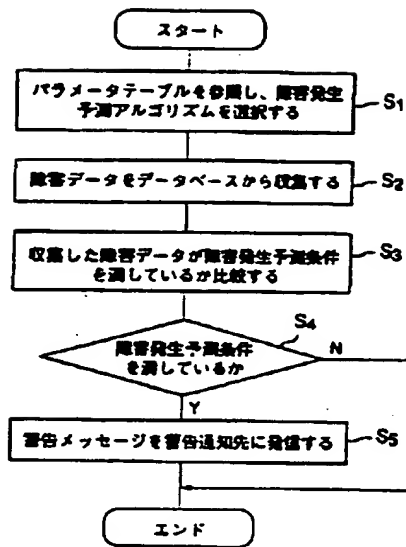 スタート
パラメータテーブルを参照し、障害発生
予測アルゴリズムを選択する
S1
障害データをデータベースから収集する
S2
収集した障害データが障害発生予測条件
を満しているか比較する
S3
S4
障害発生予測条件
を満しているか
N
Y
警告メッセージを警告通知先に発信する
S5
エンド